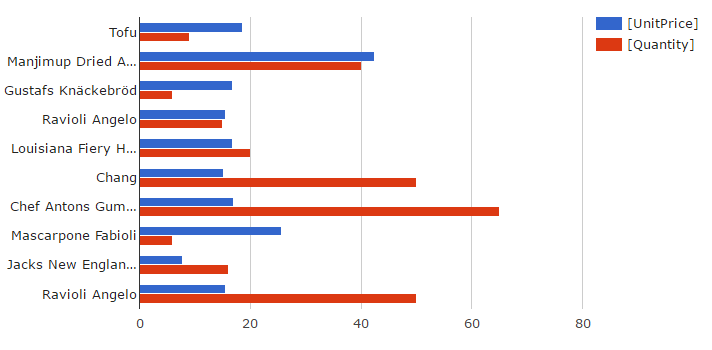 Tofu
Manjimup Dried A...
Gustafs Knäckebröd
Ravioli Angelo
Louisiana Fiery H...
Chang
Chef Antons Gum...
Mascarpone Fabioli
Jacks New Englan...
Ravioli Angelo
0 20 40 60 80
[UnitPrice]
[Quantity]